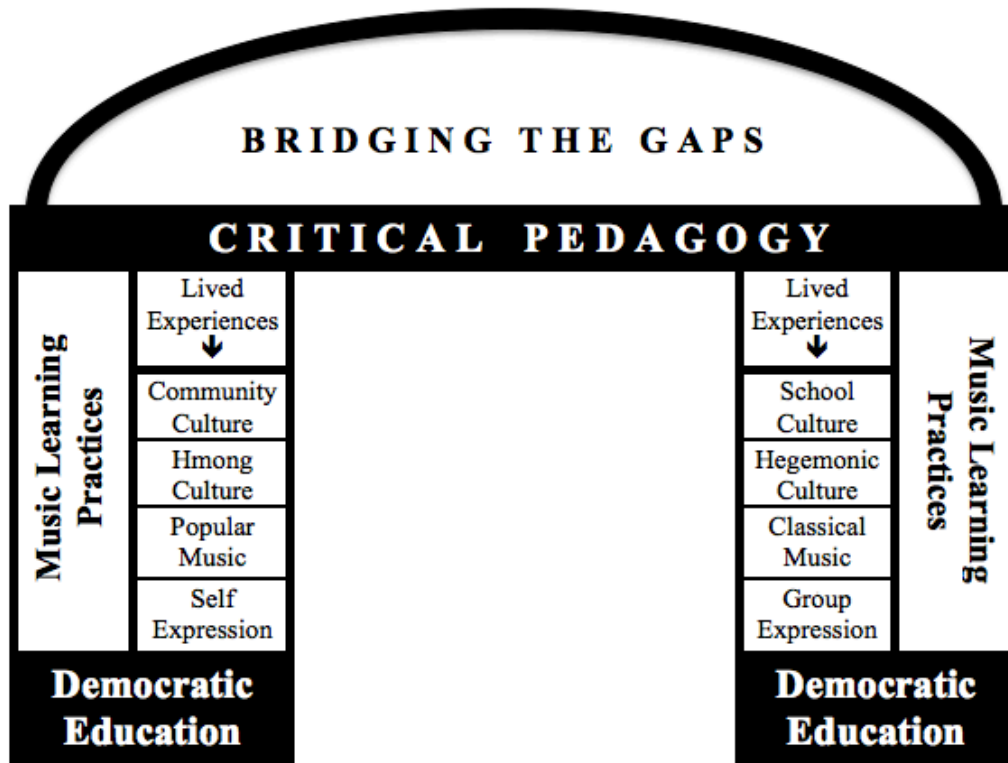 BRIDGING THE GAPS
CRITICAL PEDAGOGY
Music Learning
Practices
Lived
Experiences
↓
Community
Culture
Hmong
Culture
Popular
Music
Self
Expression
Democratic
Education
Lived
Experiences
↓
School
Culture
Hegemonic
Culture
Classical
Music
Group
Expression
Music Learning
Practices
Democratic
Education